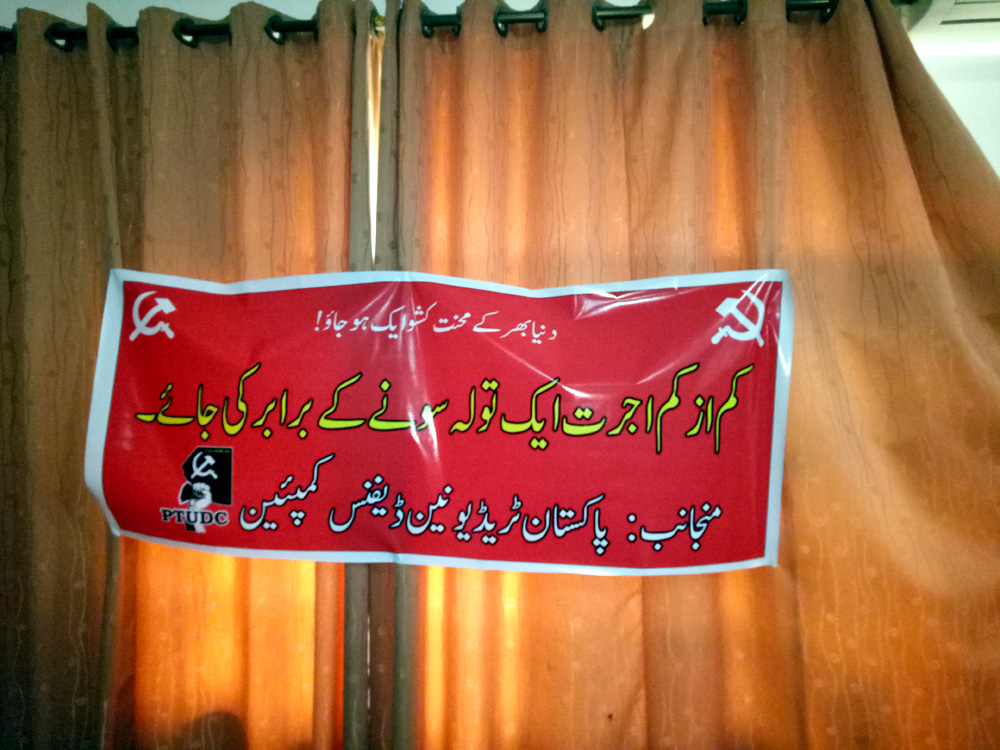 دنیا بھر کے محنت کشو ایک ہو جاؤ!
کم از کم اجرت ایک تولہ سونے کے برابر کی جائے۔
منجانب: پاکستان ٹریڈ یونین ڈیفنس کمپئین
PTUDC